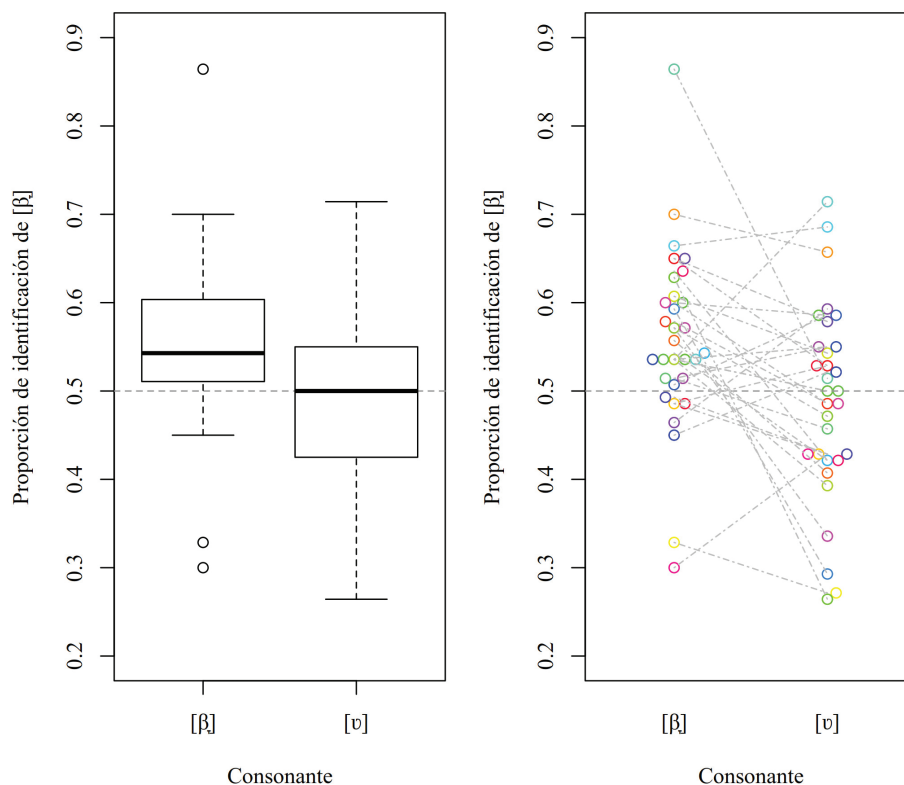 0.9
0.8
0.7
0.6
0.5
0.4
0.3
0.2
Proporción de identificación de [β̞]
[β̞] [ʋ]
Consonante
0.9
0.8
0.7
0.6
0.5
0.4
0.3
0.2
Proporción de identificación de [β̞]
[β̞] [ʋ]
Consonante